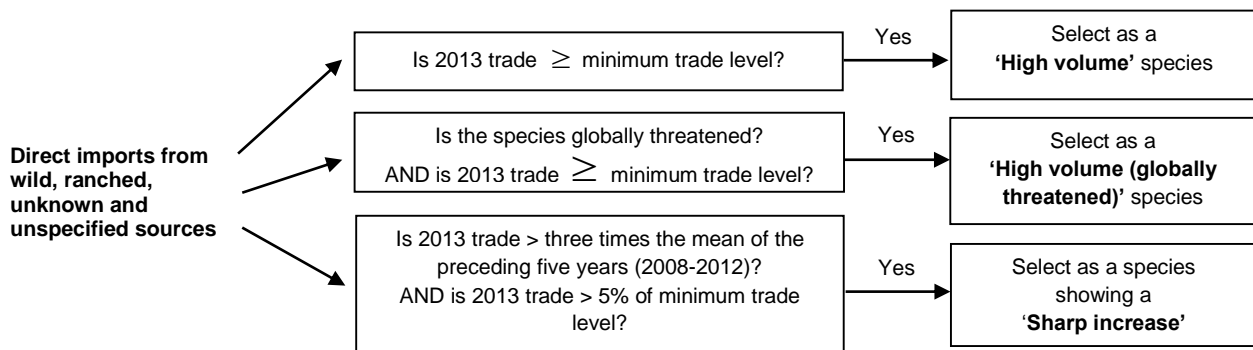 Direct imports from
wild, ranched,
unknown and
unspecified sources
Is 2013 trade ≥ minimum trade level?
Yes
Select as a
‘High volume’ species
Is the species globally threatened?
AND is 2013 trade ≥ minimum trade level?
Yes
Select as a
‘High volume (globally
threatened)’ species
Is 2013 trade > three times the mean of the
preceding five years (2008-2012)?
AND is 2013 trade > 5% of minimum trade
level?
Yes
Select as a species
showing a
‘Sharp increase’